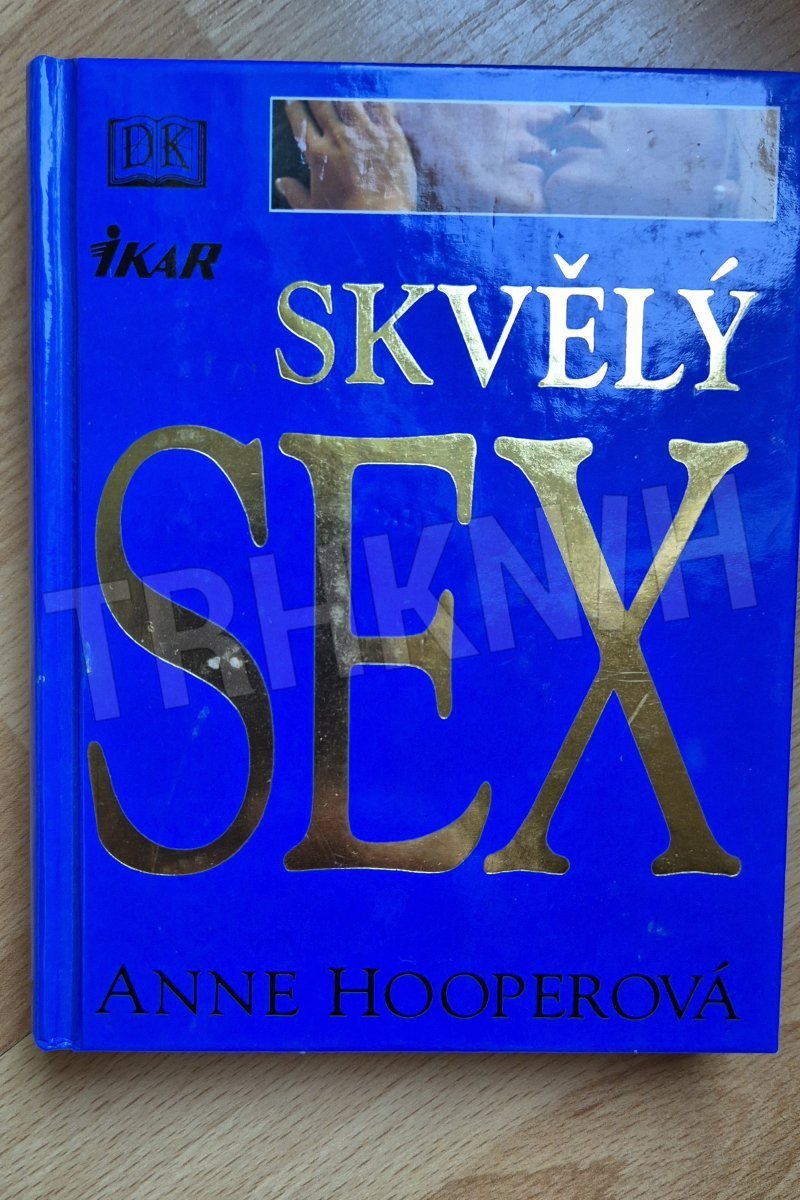 DK
iKAR
SKVĚLÝ
SEX
TRHKNIH
ANNE HOOPEROVÁ